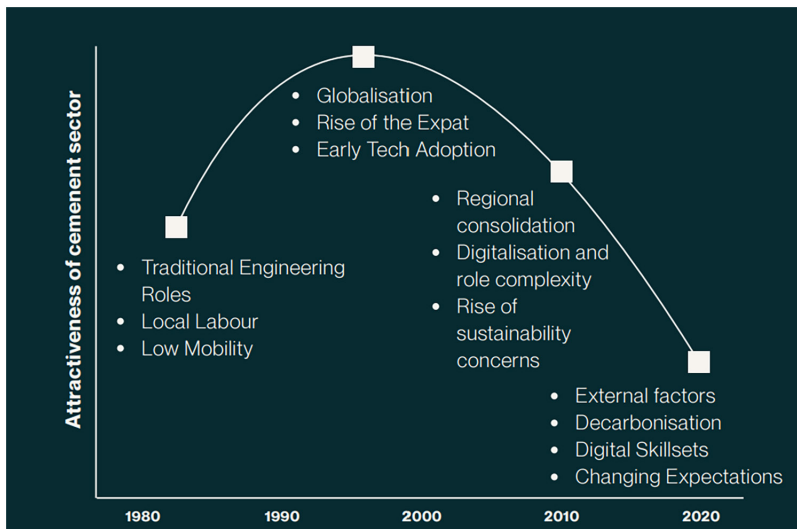 Attractiveness of cemenent sector
• Globalisation
• Rise of the Expat
• Early Tech Adoption
• Traditional Engineering
Roles
• Local Labour
• Low Mobility
• Regional
consolidation
• Digitalisation and
role complexity
• Rise of
sustainability
concerns
• External factors
• Decarbonisation
• Digital Skillsets
• Changing Expectations
1980 1990 2000 2010 2020